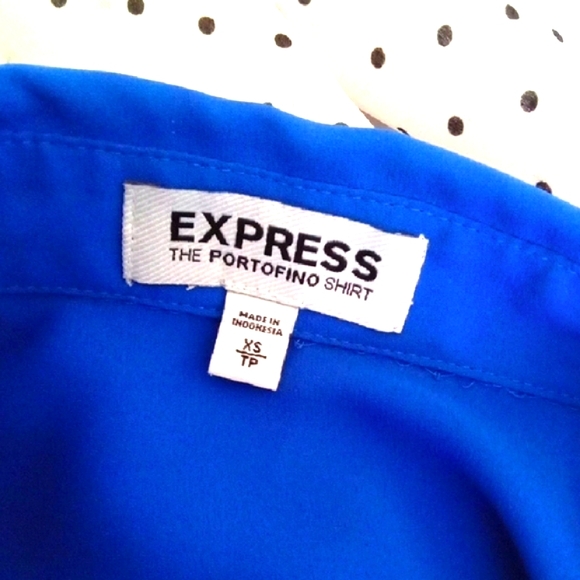 EXPRESS
THE PORTOFINO SHIRT
MADE IN
INDONESIA
XS
TP